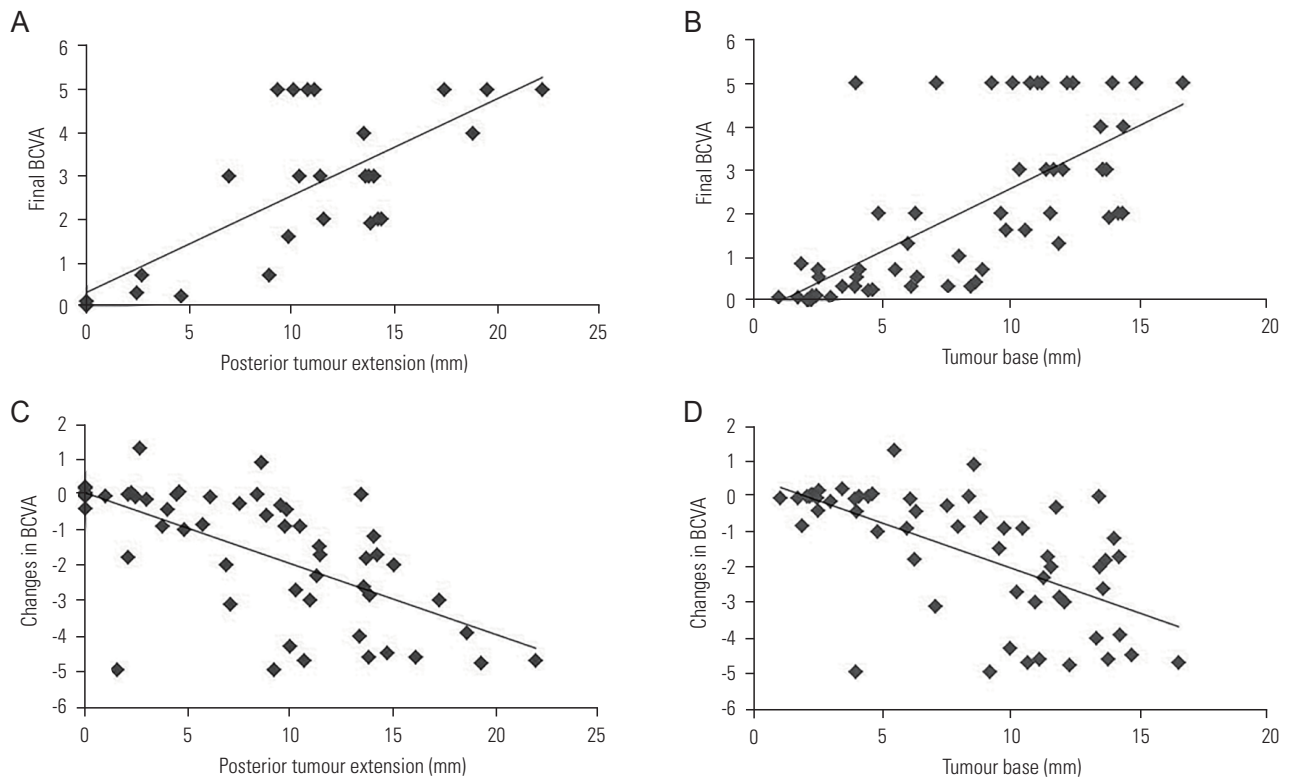 A
6
5
4
3
2
1
0
Final BCVA
0 5 10 15 20 25
Posterior tumour extension (mm)
B
6
5
4
3
2
1
0
Final BCVA
0 5 10 15 20
Tumour base (mm)
C
2
1
0
-1
-2
-3
-4
-5
-6
Changes in BCVA
0 5 10 15 20 25
Posterior tumour extension (mm)
D
2
1
0
-1
-2
-3
-4
-5
-6
Changes in BCVA
0 5 10 15 20
Tumour base (mm)